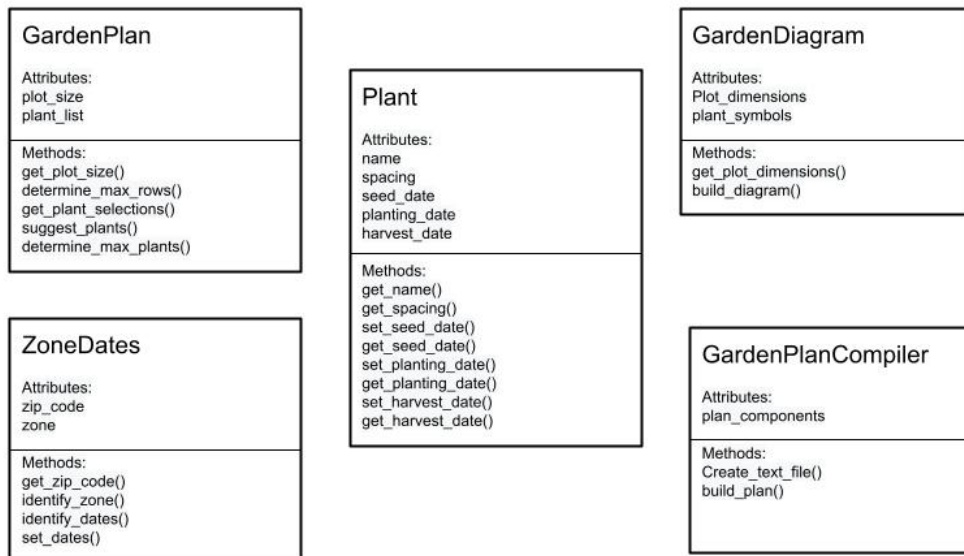 GardenPlan
Attributes:
plot_size
plant_list
Methods:
get_plot_size()
determine_max_rows()
get_plant_selections()
suggest_plants()
determine_max_plants()
ZoneDates
Attributes:
zip_code
zone
Methods:
get_zip_code()
identify_zone()
identify_dates()
set_dates()
Plant
Attributes:
name
spacing
seed_date
planting_date
harvest_date
Methods:
get_name()
get_spacing()
set_seed_date()
get_seed_date()
set_planting_date()
get_planting_date()
set_harvest_date()
get_harvest_date()
GardenDiagram
Attributes:
Plot_dimensions
plant_symbols
Methods:
get_plot_dimensions()
build_diagram()
GardenPlanCompiler
Attributes:
plan_components
Methods:
Create_text_file()
build_plan()